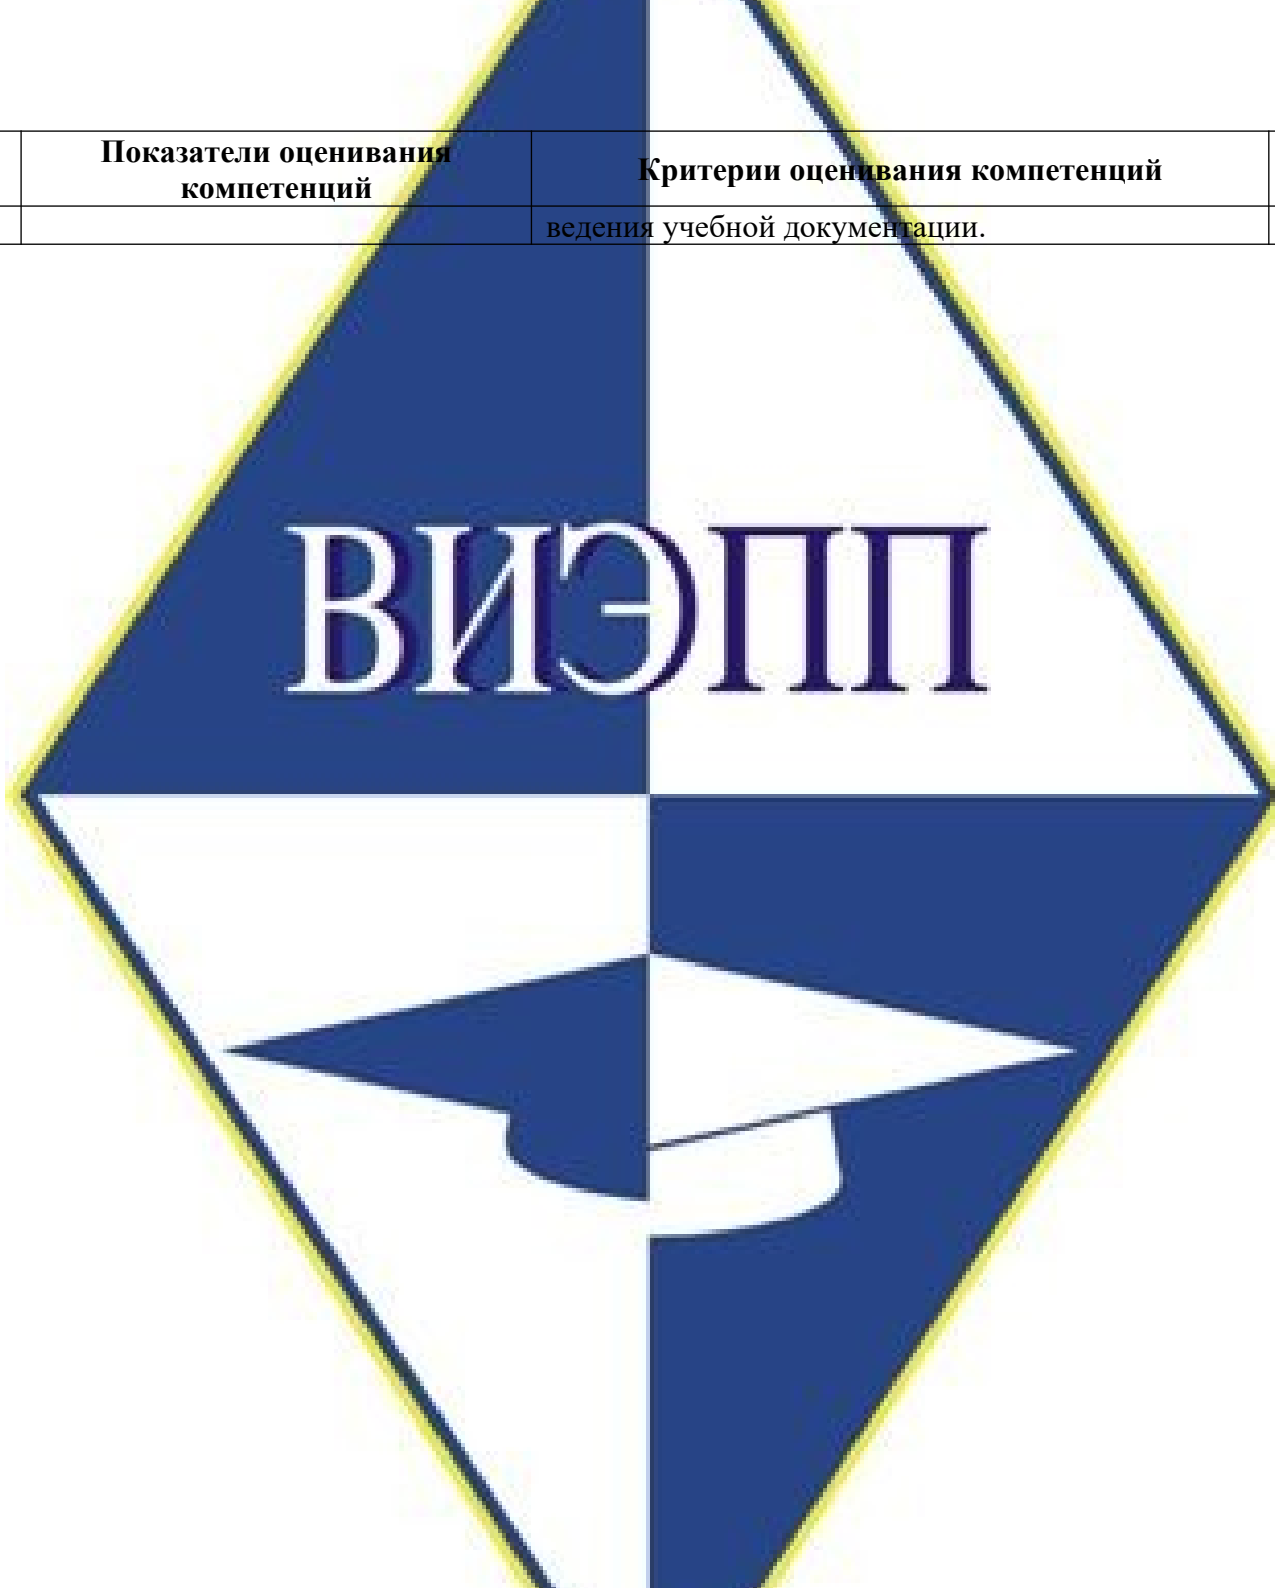 Показатели оценивания
компетенций
Критерии оценивания компетенций
ведения учебной документации.
ВИЭПП